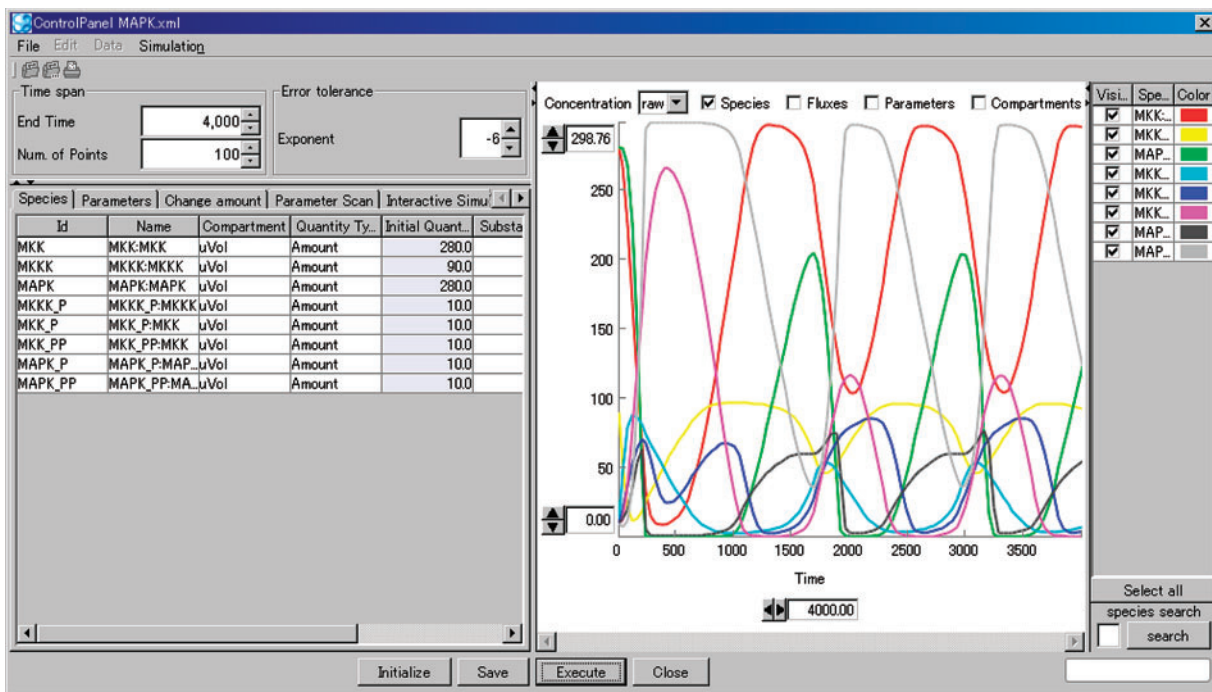 ControlPanel MAPK.xml
File Edit Data Simulation
Time span
Error tolerance
End Time 4,000
Num. of Points 100
Exponent -6
Species Parameters Change amount Parameter Scan Interactive Simu
Id Name Compartment Quantity Ty... Initial Quant... Substa
MKK MKK:MKK uVol Amount 280.0
MKKK MKKK:MKKK uVol Amount 90.0
MAPK MAPK:MAPK uVol Amount 280.0
MKKK_P MKKK_P:MKKK uVol Amount 10.0
MKK_P MKK_P:MKK uVol Amount 10.0
MKK_PP MKK_PP:MKK uVol Amount 10.0
MAPK_P MAPK_P:MAP... uVol Amount 10.0
MAPK_PP MAPK_PP:MA... uVol Amount 10.0
Concentration raw Species Fluxes Parameters Compartments
298.76
250
200
150
100
50
0.00
0 500 1000 1500 2000 2500 3000 3500
Time
4000.00
Visi... Spe... Color
MKK:...
MKK...
MAP...
MKK...
MKK...
MKK...
MAP...
MAP...
Select all
species search
search
Initialize Save Execute Close